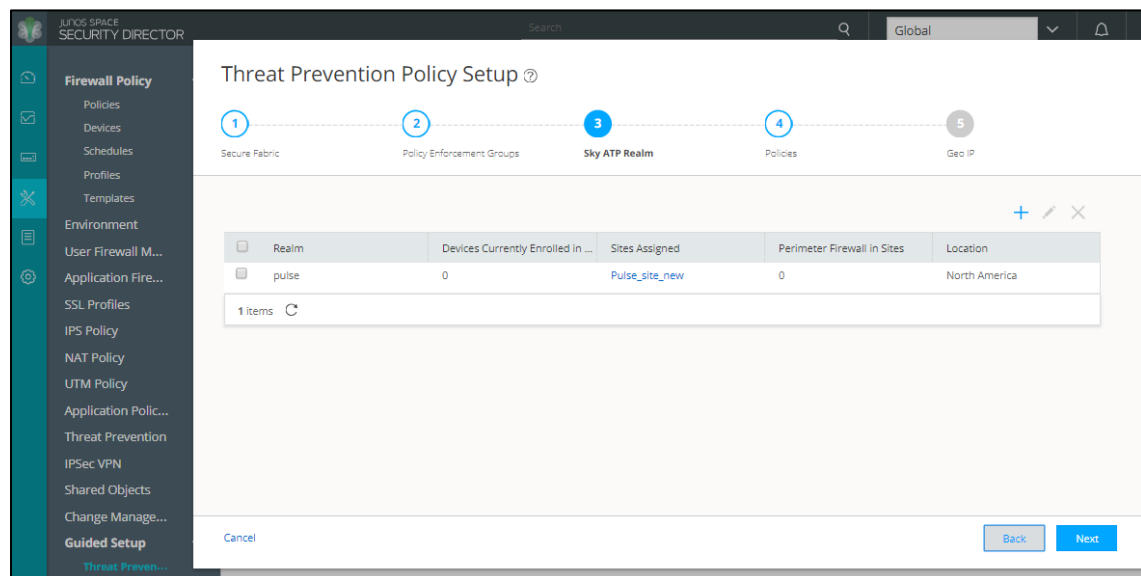 JUNOS SPACE
SECURITY DIRECTOR
Search
Global
Firewall Policy
Policies
Devices
Schedules
Profiles
Templates
Environment
User Firewall M...
Application Fire...
SSL Profiles
IPS Policy
NAT Policy
UTM Policy
Application Polic...
Threat Prevention
IPSec VPN
Shared Objects
Change Manage...
Guided Setup
Threat Preven...
Threat Prevention Policy Setup ?
1 2 3 4 5
Secure Fabric Policy Enforcement Groups Sky ATP Realm Policies Geo IP
Realm Devices Currently Enrolled in ... Sites Assigned Perimeter Firewall in Sites Location
pulse 0 Pulse_site_new 0 North America
1 items
Cancel Back Next